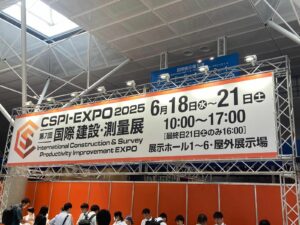 CSPI-EXPO 2025
第7回 国際 建設・測量展
International Construction & Survey
Productivity Improvement EXPO
6月18日水～21日土
10:00～17:00
[最終日21日土のみ16:00]
展示ホール1～6・屋外展示場